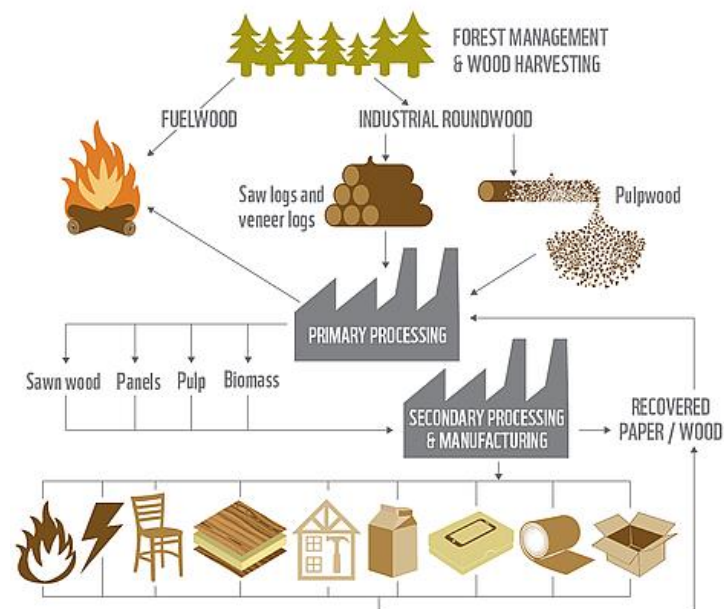 FOREST MANAGEMENT
& WOOD HARVESTING
FUELWOOD
INDUSTRIAL ROUNDWOOD
Saw logs and
veneer logs
Pulpwood
PRIMARY PROCESSING
Sawn wood
Panels
Pulp
Biomass
SECONDARY PROCESSING
& MANUFACTURING
RECOVERED
PAPER / WOOD